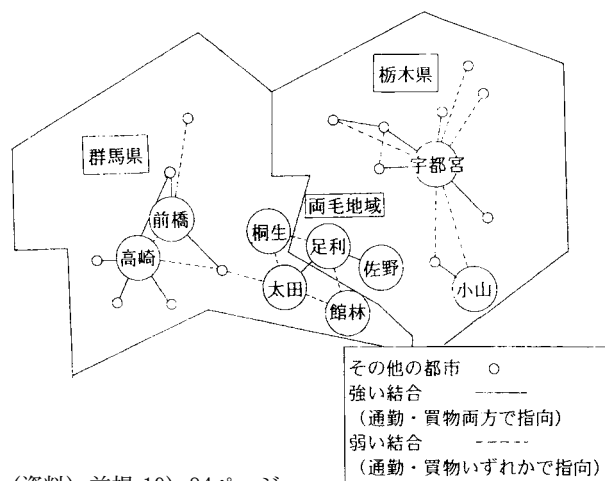 栃木県
群馬県
宇都宮
両毛地域
前橋
桐生
足利
高崎
佐野
太田
小山
館林
その他の都市
強い結合
(通勤・買物両方で指向)
弱い結合
(通勤・買物いずれかで指向)